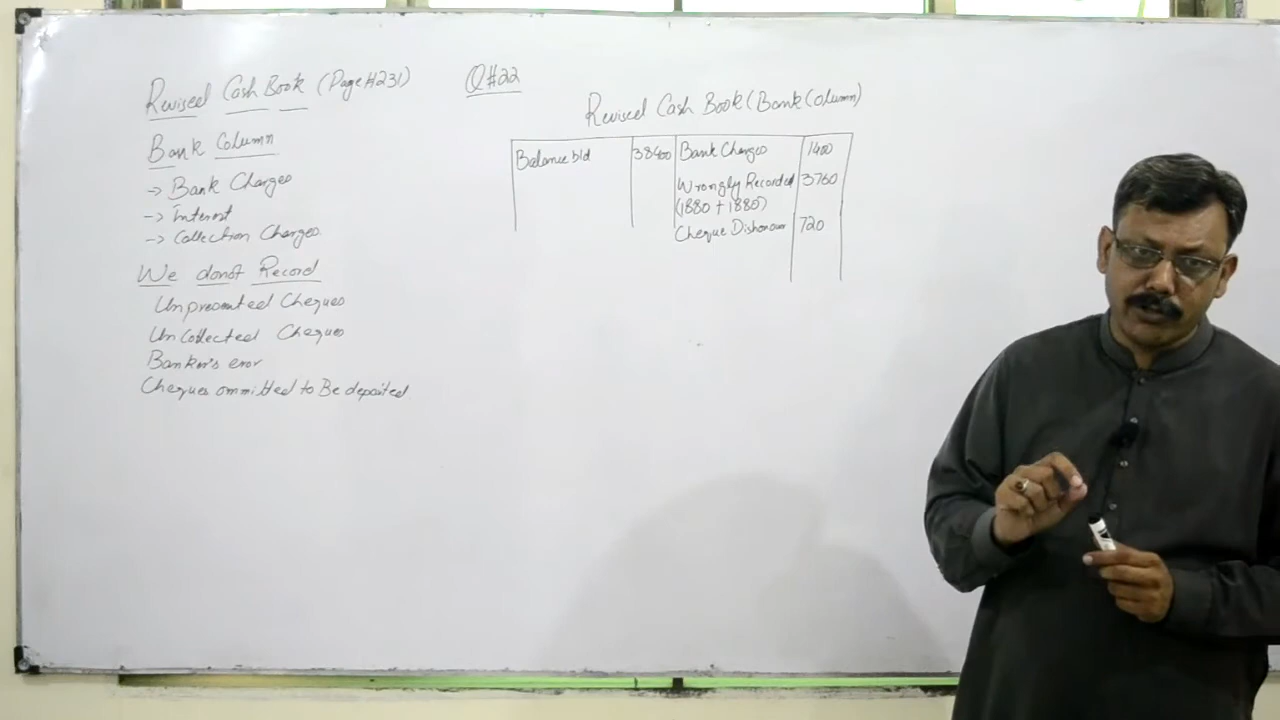 Revised Cash Book (Page#231)
Bank Column
-> Bank Charges
-> Interest
-> Collection Charges
We donot Record
Unpresented Cheques
Uncollected Cheques
Banker's error
Cheques ommitted to Be deposited
Q#22
Revised Cash Book (Bank Column)
Balance b/d 38400 Bank Charges 1400
Wrongly Recorded 3760
(1880 + 1880)
Cheque Dishonour 720